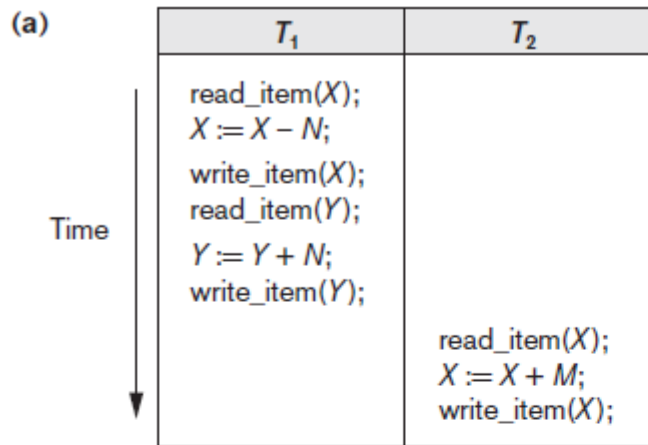 (a)
T1 T2
read_item(X);
X := X – N;
write_item(X);
read_item(Y);
Time
Y := Y + N;
write_item(Y);
read_item(X);
X := X + M;
write_item(X);